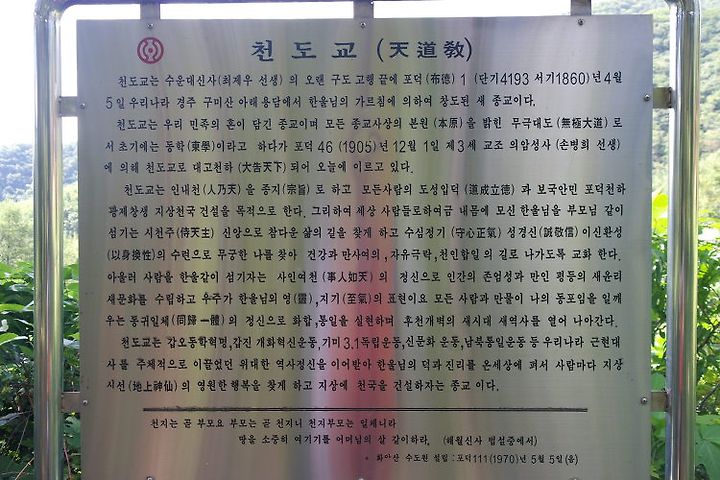 천도교 (天道敎)
천도교는 수운대신사(최제우 선생) 의 오랜 구도고행 끝에 포덕(布德) 1 (단기4193 서기1860)년 4월
5일 우리나라 경주 구미산 아래 용담에서 한울님의 가르침에 의하여 창도된 새 종교이다.
천도교는 우리 민족의 혼이 담긴 종교이며 모든 종교사상의 본원(本原)을 밝힌 무극대도(無極大道)로
서 초기에는 동학(東學)이라고 하다가 포덕 46 (1905)년 12월 1일 제3세 교조 의암성사 (손병희 선생)
에 의해 천도교로 대고천하(大告天下) 되어 오늘에 이르고 있다.
천도교는 인내천(人乃天)을 종지(宗旨)로 하고 모든사람의 도성입덕(道成立德)과 보국안민 포덕천하
광제창생 지상천국 건설을 목적으로 한다. 그리하여 세상 사람들로하여금 내몸에 모신 한울님을 부모님 같이
섬기는 시천주(侍天主) 신앙으로 참다운 삶의 길을 찾게 하고 수심정기(守心正氣) 성경신(誠敬信) 이신환성
(以身換性)의 수련으로 무궁한 나를 찾아 건강과 만사여의, 자유극락, 천인합일의 길로 나가도록 교화 한다.
아울러 사람을 한울같이 섬기자는 사인여천 (事人如天)의 정신으로 인간의 존엄성과 만인 평등의 새윤리
새문화를 수립하고 우주가 한울님의 영(靈), 지기(至氣)의 표현이요 모든 사람과 만물이 나의 동포임을 일깨
우는 동귀일체(同歸一體)의 정신으로 화합, 통일을 실현하며 후천개벽의 새시대 새역사를 열어 나아간다.
천도교는 갑오동학혁명, 갑진 개화혁신운동, 기미 3.1독립운동, 신문화 운동, 남북통일운동 등 우리나라 근현대
사를 주체적으로 이끌었던 위대한 역사정신을 이어받아 한울님의 덕과진리를 온세상에 펴서 사람마다 지상
신선(地上神仙)의 영원한 행복을 찾게 하고 지상에 천국을 건설하자는 종교 이다.
천지는 곧 부모요 부모는 곧 천지니 천지부모는 일체니라
땅을 소중히 여기기를 어머님의 살 같이하라. (해월신사 법설중에서)
* 화악산 수도원 설립 : 포덕111 (1970)년 5월 5일(음)